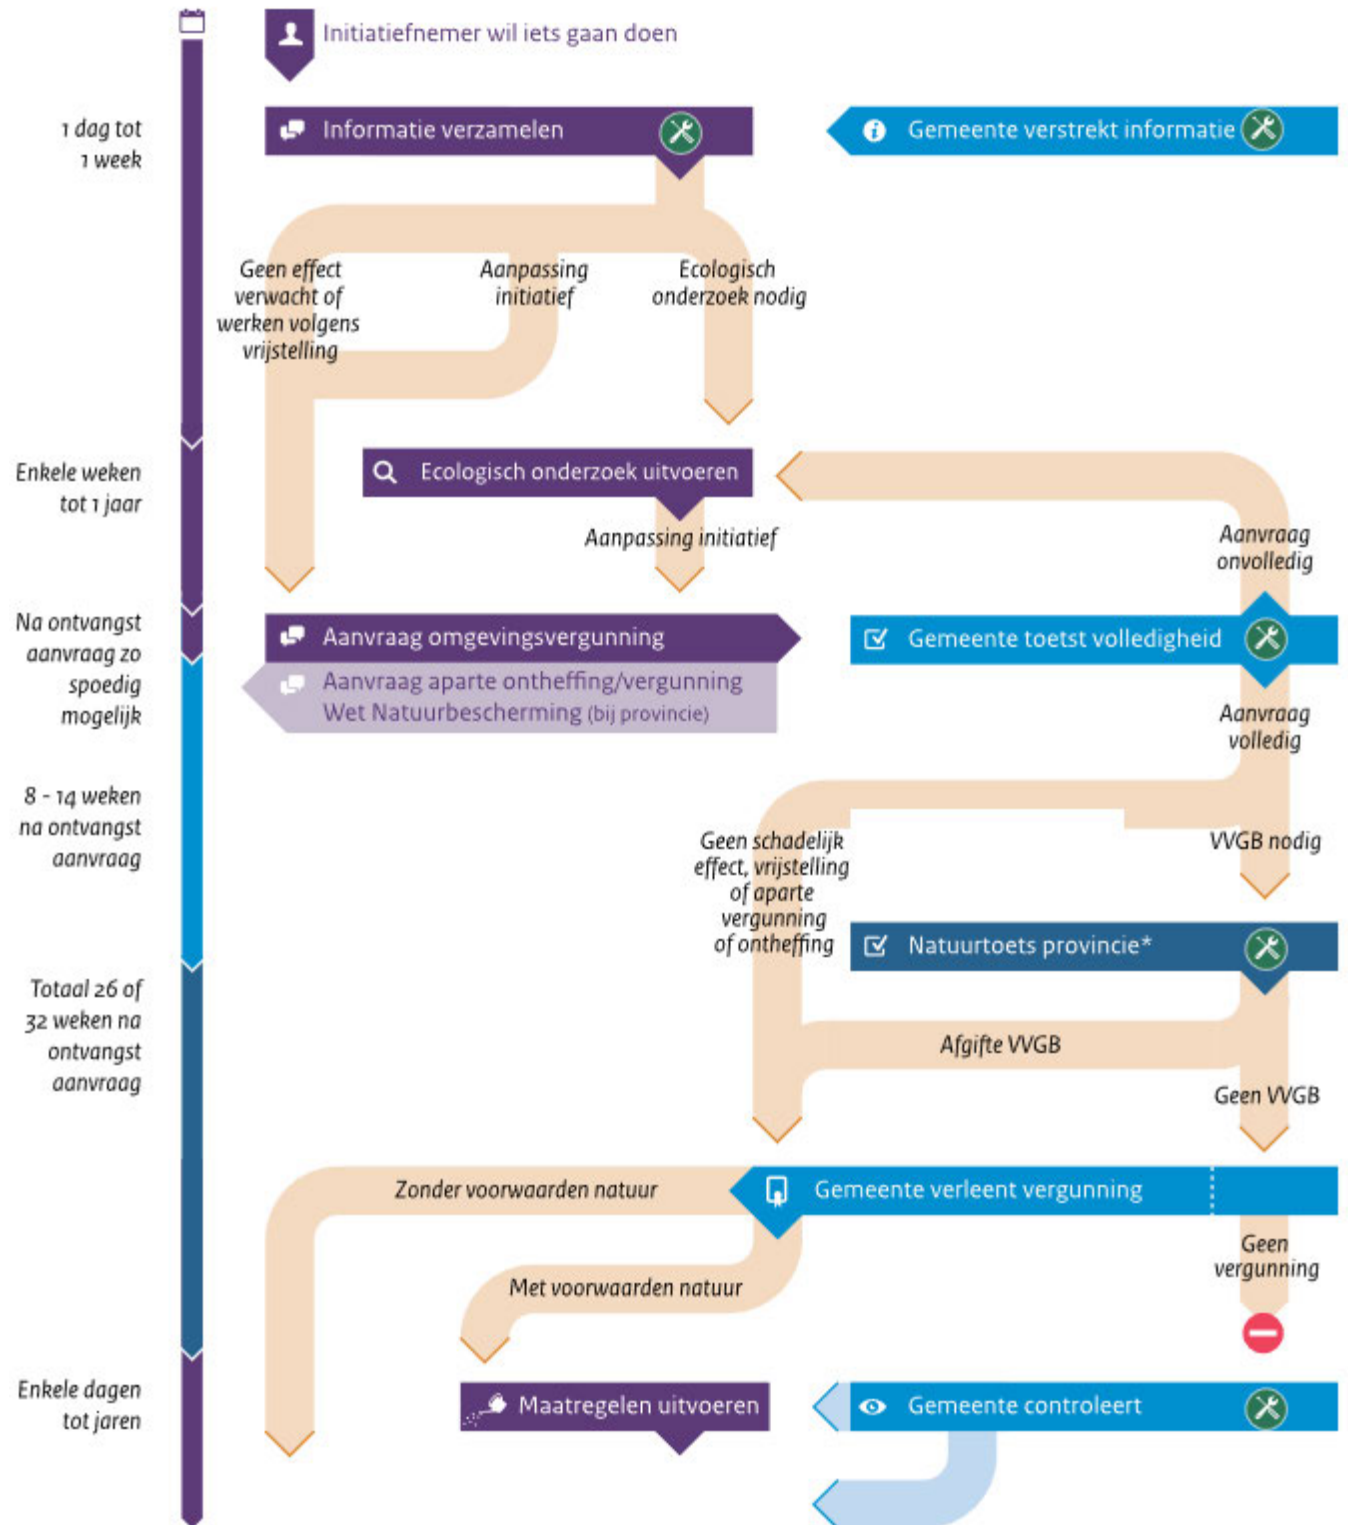 Initiatiefnemer wil iets gaan doen
1 dag tot
1 week
Informatie verzamelen
Gemeente verstrekt informatie
Geen effect
verwacht of
werken volgens
vrijstelling
Aanpassing
initiatief
Ecologisch
onderzoek nodig
Enkele weken
tot 1 jaar
Ecologisch onderzoek uitvoeren
Aanpassing initiatief
Aanvraag
onvolledig
Na ontvangst
aanvraag zo
spoedig
mogelijk
Aanvraag omgevingsvergunning
Aanvraag aparte ontheffing/vergunning
Wet Natuurbescherming (bij provincie)
Gemeente toetst volledigheid
Aanvraag
volledig
8 - 14 weken
na ontvangst
aanvraag
Geen schadelijk
effect, vrijstelling
of aparte
vergunning
of ontheffing
VVGB nodig
Natuurtoets provincie*
Totaal 26 of
32 weken na
ontvangst
aanvraag
Afgifte VVGB
Geen VVGB
Zonder voorwaarden natuur
Gemeente verleent vergunning
Geen
vergunning
Met voorwaarden natuur
Enkele dagen
tot jaren
Maatregelen uitvoeren
Gemeente controleert